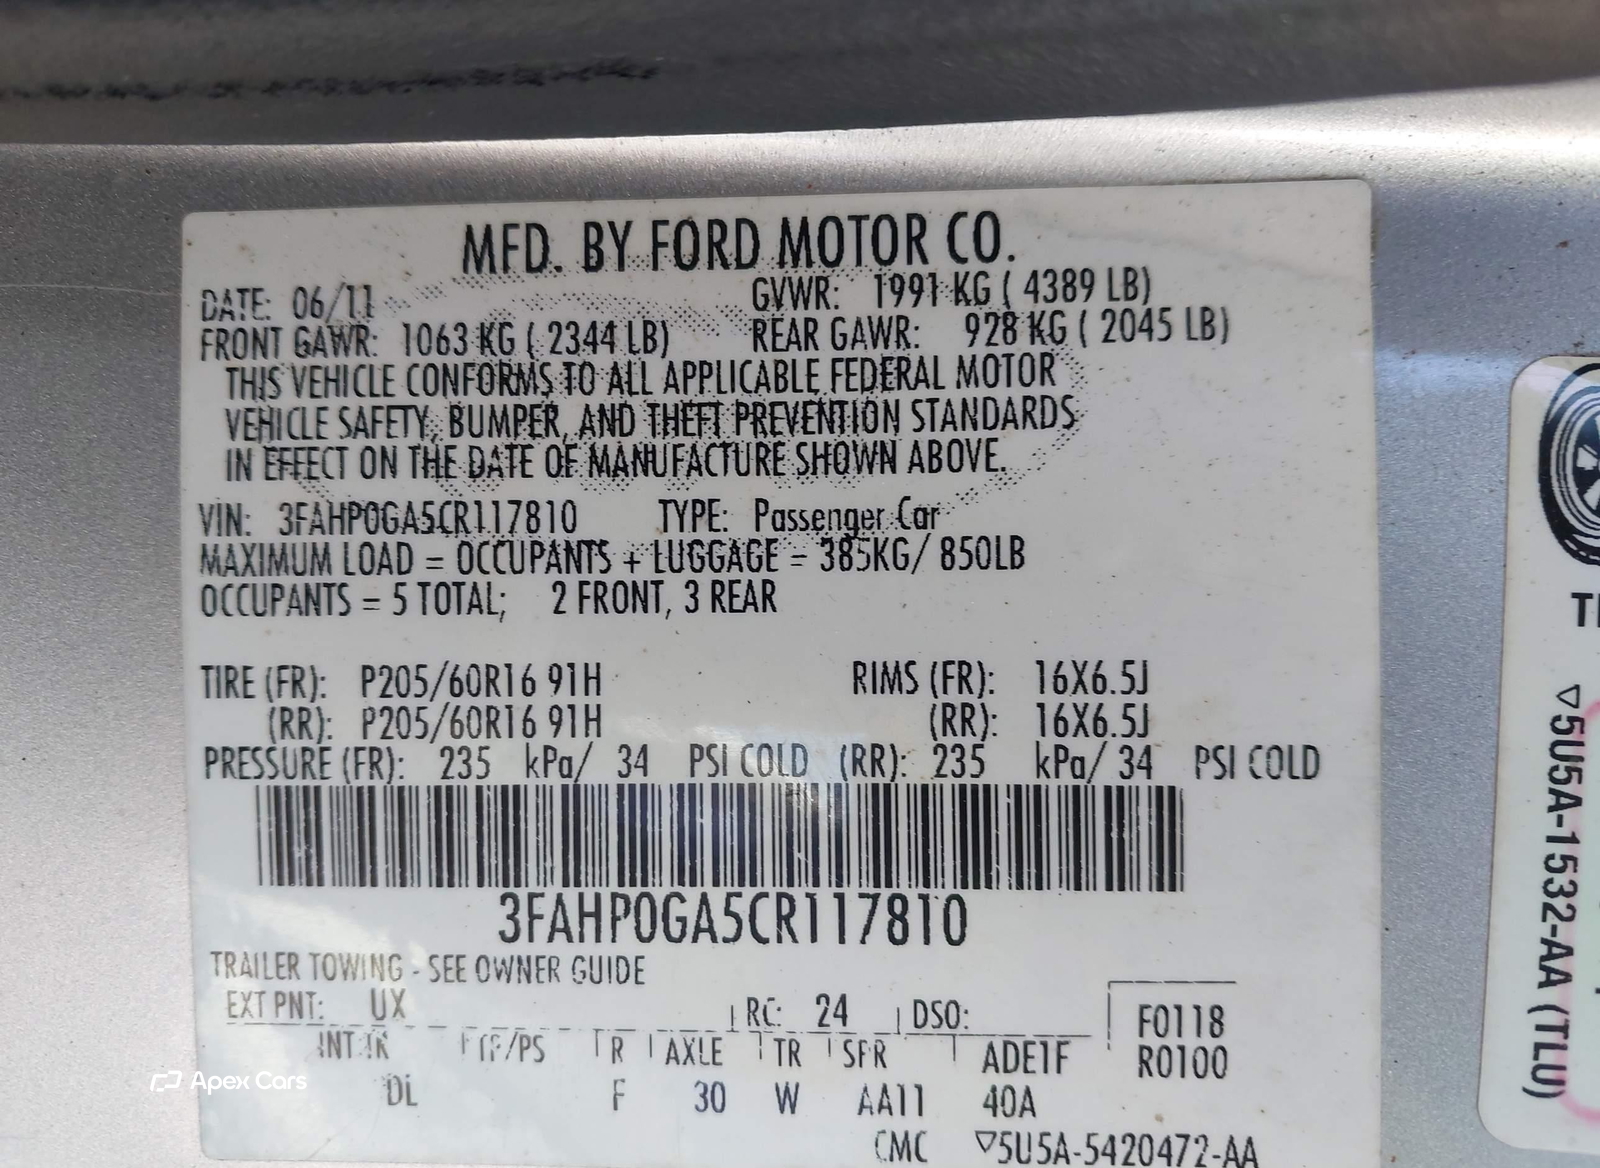 MFD. BY FORD MOTOR CO.
DATE: 06/11 GVWR: 1991 KG ( 4389 LB)
FRONT GAWR: 1063 KG ( 2344 LB) REAR GAWR: 928 KG ( 2045 LB)
THIS VEHICLE CONFORMS TO ALL APPLICABLE FEDERAL MOTOR
VEHICLE SAFETY, BUMPER, AND THEFT PREVENTION STANDARDS
IN EFFECT ON THE DATE OF MANUFACTURE SHOWN ABOVE.
VIN: 3FAHP0GA5CR117810 TYPE: Passenger Car
MAXIMUM LOAD = OCCUPANTS + LUGGAGE = 385KG/ 850LB
OCCUPANTS = 5 TOTAL; 2 FRONT, 3 REAR
TIRE (FR): P205/60R16 91H RIMS (FR): 16X6.5J
(RR): P205/60R16 91H (RR): 16X6.5J
PRESSURE (FR): 235 kPa/ 34 PSI COLD (RR): 235 kPa/ 34 PSI COLD
3FAHP0GA5CR117810
TRAILER TOWING - SEE OWNER GUIDE
EXT PNT: UX RC: 24 DSO: F0118
INT TR TP/PS R AXLE TR SPR ADE1F R0100
DL F 30 W AA11 40A
CMC ▽5U5A-5420472-AA
▽5U5A-1532-AA (TLU)
Apex Cars